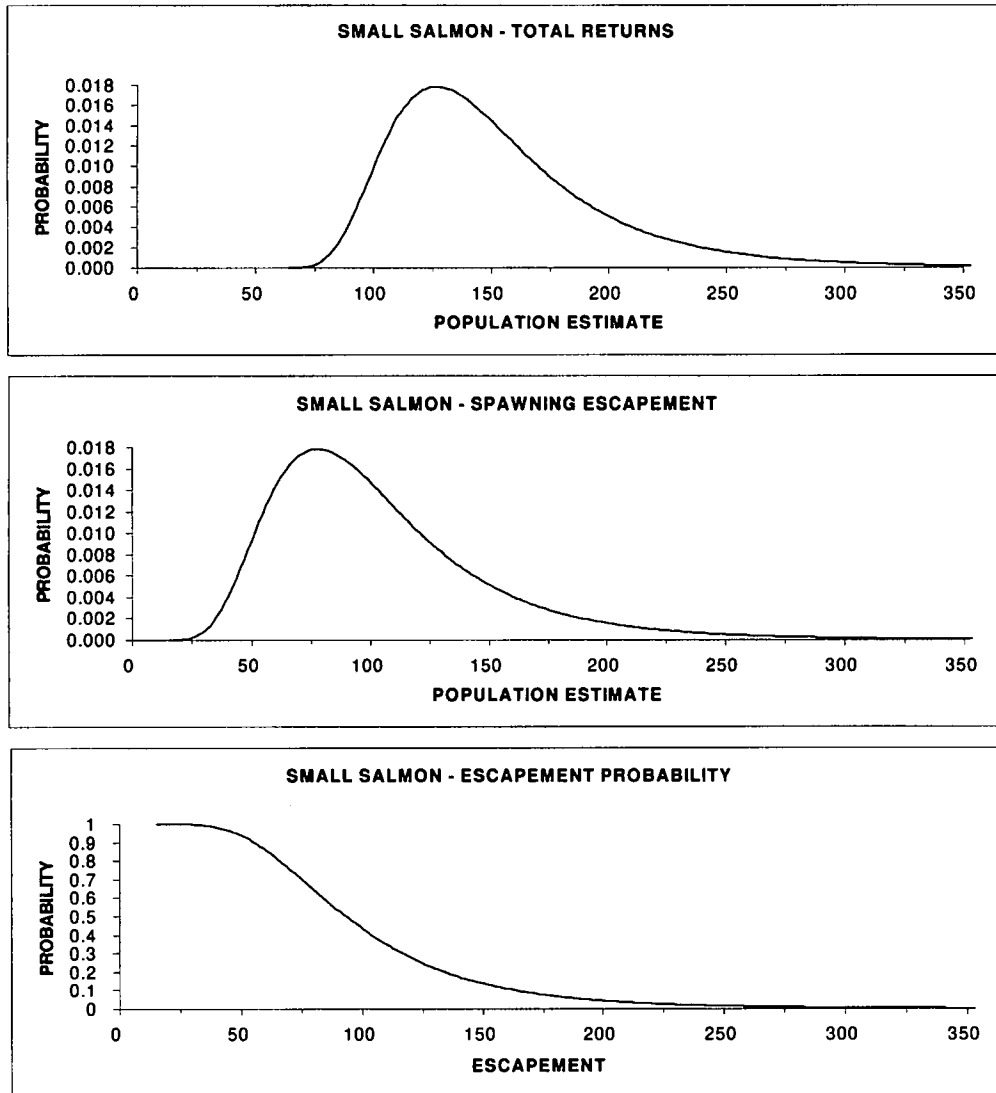 SMALL SALMON - TOTAL RETURNS
PROBABILITY
0.018
0.016
0.014
0.012
0.010
0.008
0.006
0.004
0.002
0.000
0 50 100 150 200 250 300 350
POPULATION ESTIMATE
SMALL SALMON - SPAWNING ESCAPEMENT
PROBABILITY
0.018
0.016
0.014
0.012
0.010
0.008
0.006
0.004
0.002
0.000
0 50 100 150 200 250 300 350
POPULATION ESTIMATE
SMALL SALMON - ESCAPEMENT PROBABILITY
PROBABILITY
1
0.9
0.8
0.7
0.6
0.5
0.4
0.3
0.2
0.1
0
0 50 100 150 200 250 300 350
ESCAPEMENT